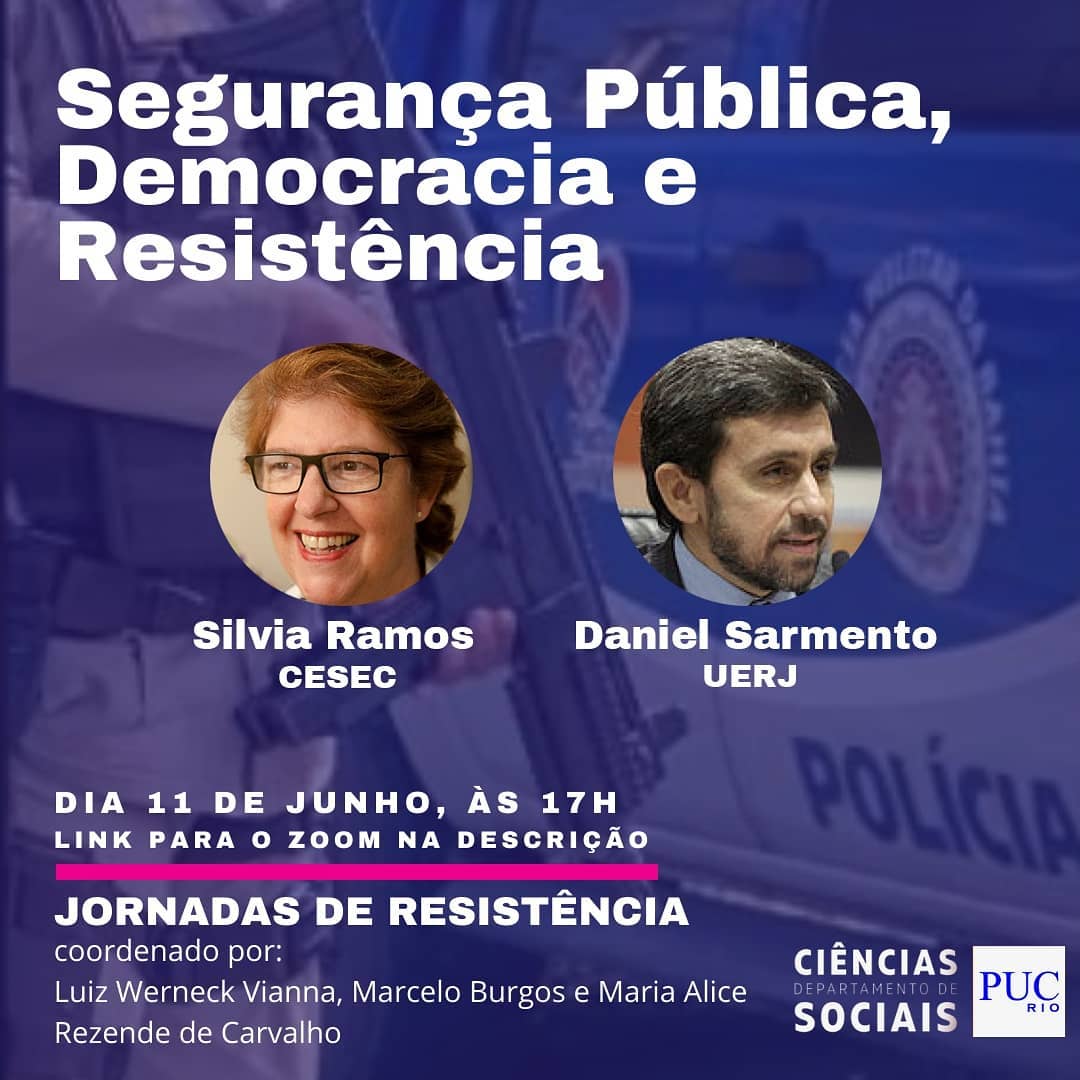 Segurança Pública,
Democracia e
Resistência
Silvia Ramos
CESEC
Daniel Sarmento
UERJ
POLÍCIA
DIA 11 DE JUNHO, ÀS 17H
LINK PARA O ZOOM NA DESCRIÇÃO
JORNADAS DE RESISTÊNCIA
coordenado por:
Luiz Werneck Vianna, Marcelo Burgos e Maria Alice
Rezende de Carvalho
CIÊNCIAS
DEPARTAMENTO DE
SOCIAIS
PUC
RIO